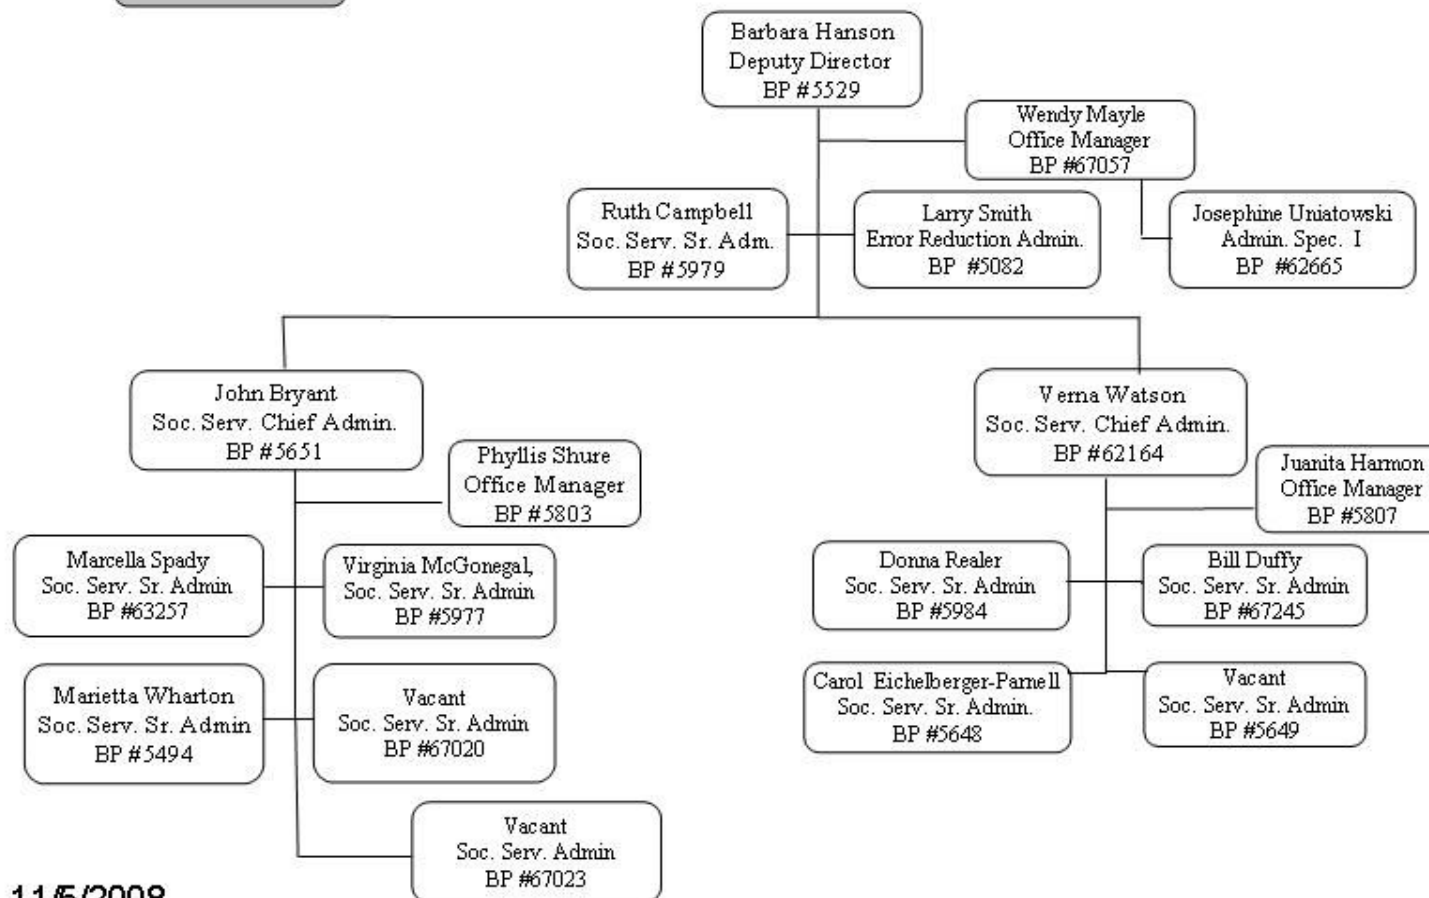 Barbara Hanson
Deputy Director
BP #5529
Wendy Mayle
Office Manager
BP #67057
Ruth Campbell
Soc. Serv. Sr. Adm.
BP #5979
Larry Smith
Error Reduction Admin.
BP #5082
Josephine Uniatowski
Admin. Spec. I
BP #62665
John Bryant
Soc. Serv. Chief Admin.
BP #5651
Verna Watson
Soc. Serv. Chief Admin.
BP #62164
Phyllis Shure
Office Manager
BP #5803
Juanita Harmon
Office Manager
BP #5807
Marcella Spady
Soc. Serv. Sr. Admin
BP #63257
Virginia McGonegal,
Soc. Serv. Sr. Admin
BP #5977
Donna Realer
Soc. Serv. Sr. Admin
BP #5984
Bill Duffy
Soc. Serv. Sr. Admin
BP #67245
Marietta Wharton
Soc. Serv. Sr. Admin
BP #5494
Vacant
Soc. Serv. Sr. Admin
BP #67020
Carol Eichelberger-Parnell
Soc. Serv. Sr. Admin.
BP #5648
Vacant
Soc. Serv. Sr. Admin
BP #5649
Vacant
Soc. Serv. Admin
BP #67023
11/5/2008